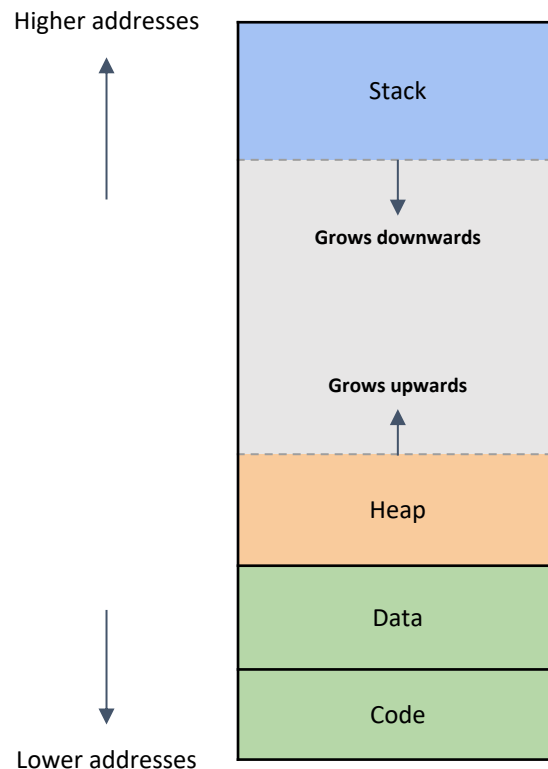 Higher addresses
Stack
Grows downwards
Grows upwards
Heap
Data
Code
Lower addresses